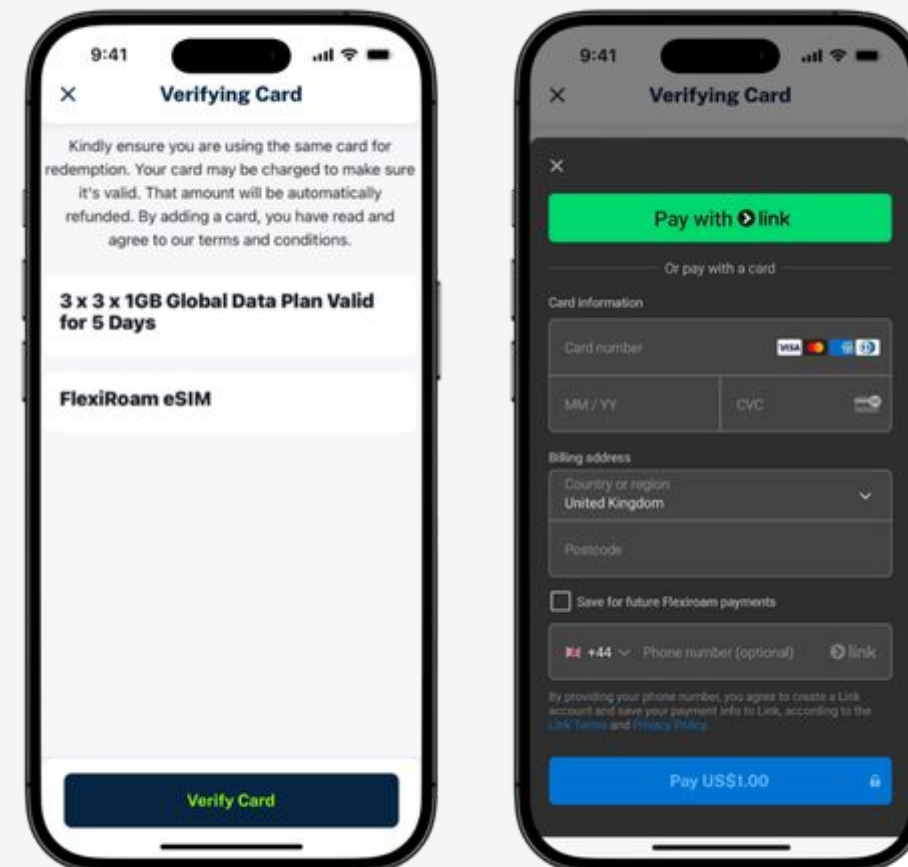 9:41
Verifying Card
Kindly ensure you are using the same card for
redemption. Your card may be charged to make sure
it's valid. That amount will be automatically
refunded. By adding a card, you have read and
agree to our terms and conditions.
3 x 3 x 1GB Global Data Plan Valid
for 5 Days
FlexiRoam eSIM
Verify Card
9:41
Verifying Card
Pay with link
Or pay with a card
Card information
Card number VISA
MM / YY CVC
Billing address
Country or region
United Kingdom
Postcode
Save for future Flexiroam payments
+44 Phone number (optional) link
By providing your phone number, you agree to create a Link
account and save your payment info to Link, according to the
Link Terms and Privacy Policy.
Pay US$1.00